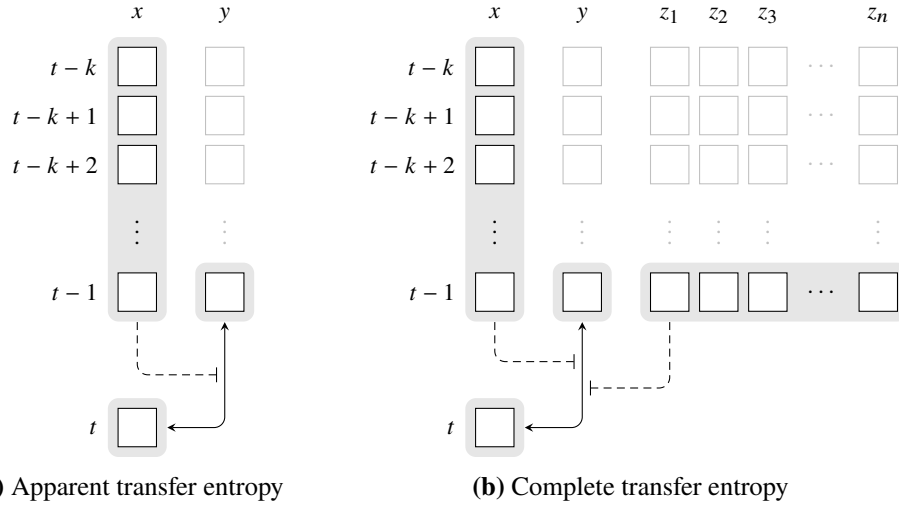 x y x y z1 z2 z3 zn
t − k t − k
··· 
t − k + 1 t − k + 1
···
t − k + 2 t − k + 2
···
⋮ ⋮ ⋮ ⋮ ⋮ ⋮ ⋮ ⋮
t − 1 t − 1
···
t t
) Apparent transfer entropy (b) Complete transfer entropy